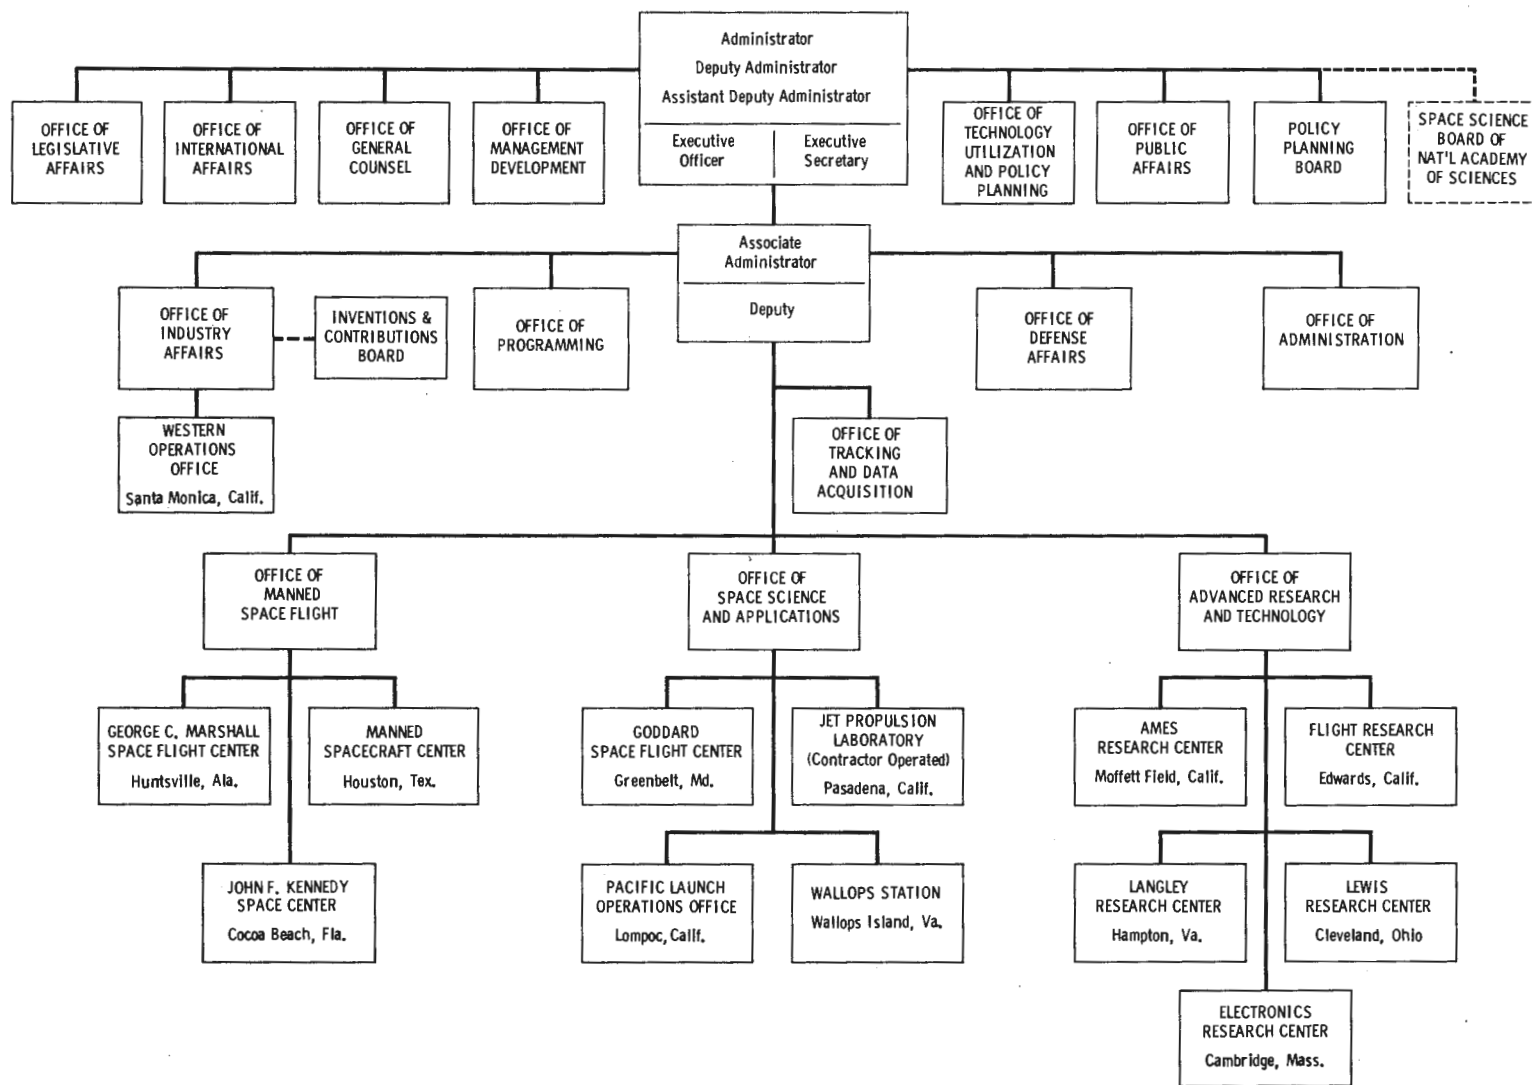 Administrator
Deputy Administrator
Assistant Deputy Administrator
Executive
Officer
Executive
Secretary
OFFICE OF
LEGISLATIVE
AFFAIRS
OFFICE OF
INTERNATIONAL
AFFAIRS
OFFICE OF
GENERAL
COUNSEL
OFFICE OF
MANAGEMENT
DEVELOPMENT
OFFICE OF
TECHNOLOGY
UTILIZATION
AND POLICY
PLANNING
OFFICE OF
PUBLIC
AFFAIRS
POLICY
PLANNING
BOARD
SPACE SCIENCE
BOARD OF
NAT'L ACADEMY
OF SCIENCES
Associate
Administrator
Deputy
OFFICE OF
INDUSTRY
AFFAIRS
INVENTIONS &
CONTRIBUTIONS
BOARD
OFFICE OF
PROGRAMMING
OFFICE OF
DEFENSE
AFFAIRS
OFFICE OF
ADMINISTRATION
WESTERN
OPERATIONS
OFFICE
Santa Monica, Calif.
OFFICE OF
TRACKING
AND DATA
ACQUISITION
OFFICE OF
MANNED
SPACE FLIGHT
OFFICE OF
SPACE SCIENCE
AND APPLICATIONS
OFFICE OF
ADVANCED RESEARCH
AND TECHNOLOGY
GEORGE C. MARSHALL
SPACE FLIGHT CENTER
Huntsville, Ala.
MANNED
SPACECRAFT CENTER
Houston, Tex.
GODDARD
SPACE FLIGHT CENTER
Greenbelt, Md.
JET PROPULSION
LABORATORY
(Contractor Operated)
Pasadena, Calif.
AMES
RESEARCH CENTER
Moffett Field, Calif.
FLIGHT RESEARCH
CENTER
Edwards, Calif.
JOHN F. KENNEDY
SPACE CENTER
Cocoa Beach, Fla.
PACIFIC LAUNCH
OPERATIONS OFFICE
Lompoc, Calif.
WALLOPS STATION
Wallops Island, Va.
LANGLEY
RESEARCH CENTER
Hampton, Va.
LEWIS
RESEARCH CENTER
Cleveland, Ohio
ELECTRONICS
RESEARCH CENTER
Cambridge, Mass.